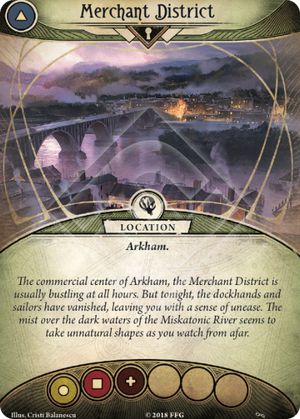 Merchant District
LOCATION
Arkham.
The commercial center of Arkham, the Merchant District is
usually bustling at all hours. But tonight, the dockhands and
sailors have vanished, leaving you with a sense of unease. The
mist over the dark waters of the Miskatonic River seems to
take unnatural shapes as you watch from afar.
Illus. Cristi Balanescu
© 2018 FFG